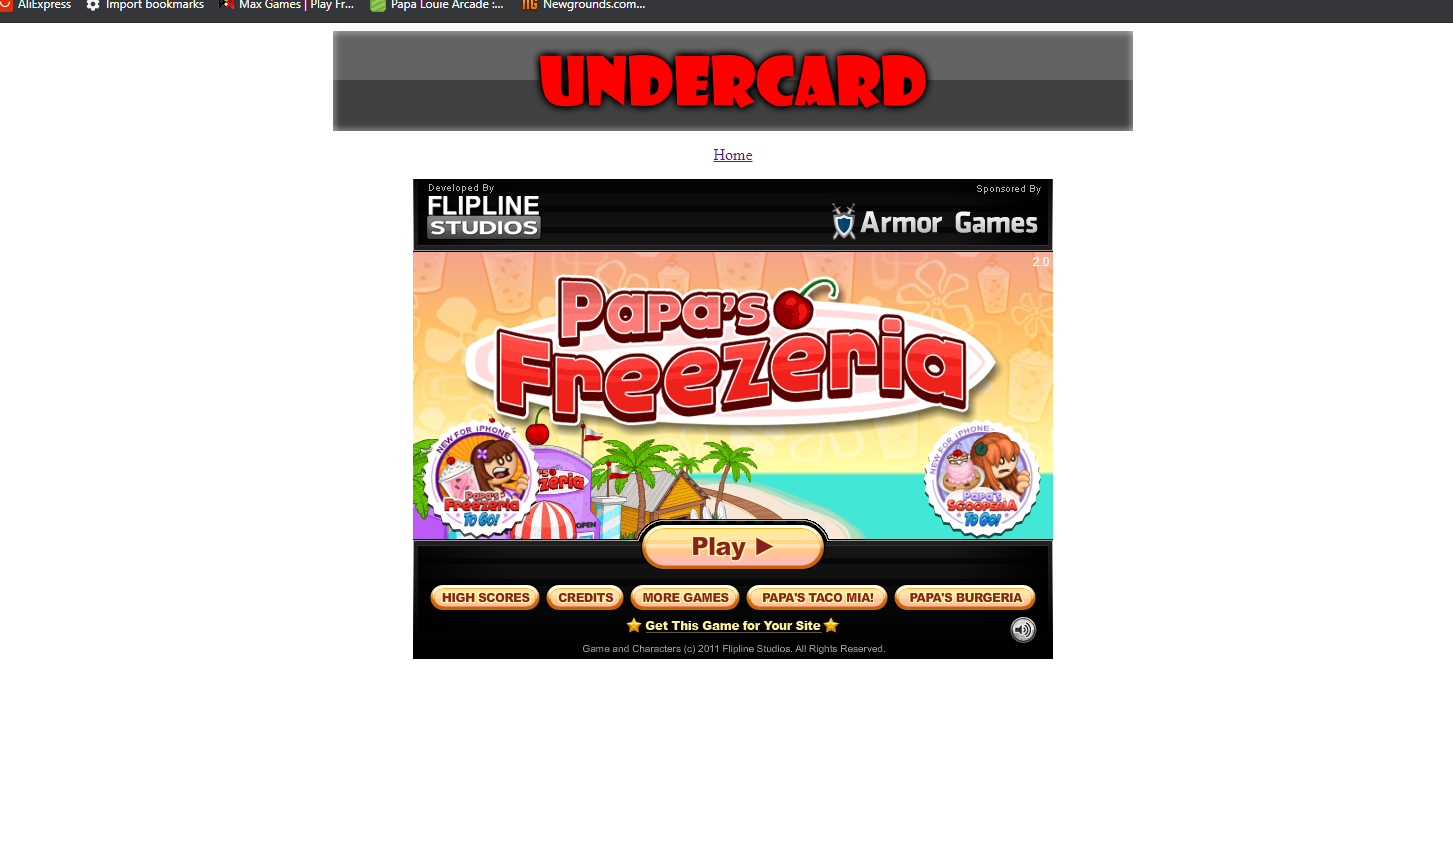 AliExpress Import bookmarks Max Games | Play Fr... Papa Louie Arcade :... Newgrounds.com...
UNDERCARD
Home
Developed By
FLIPLINE
STUDIOS
Sponsored By
Armor Games
2.0
Papa's
Freezeria
NEW FOR iPHONE
Papa's
Freezeria
TO GO!
OPEN
NEW FOR iPHONE
Papa's
SCOOPERIA
TO GO!
Play
HIGH SCORES CREDITS MORE GAMES PAPA'S TACO MIA! PAPA'S BURGERIA
Get This Game for Your Site
Game and Characters (c) 2011 Flipline Studios. All Rights Reserved.